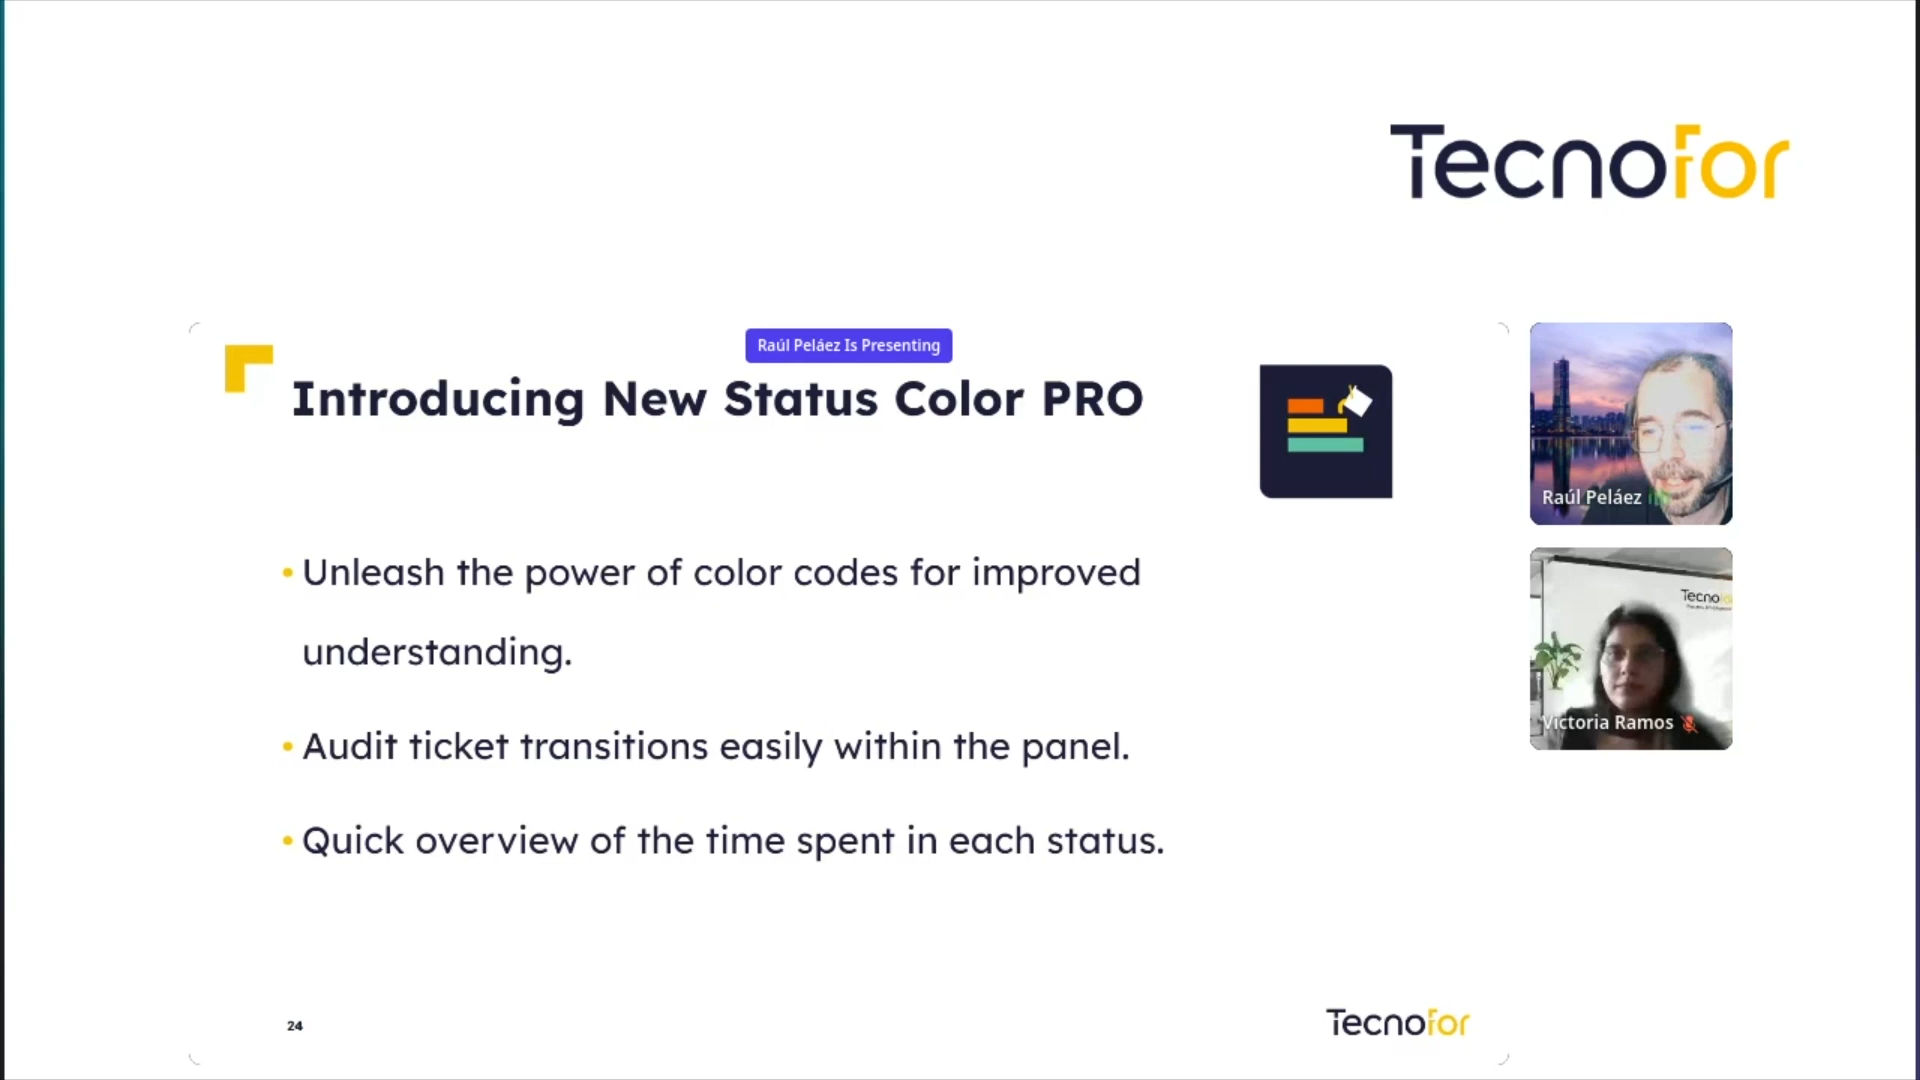 Tecnofor
Raúl Peláez Is Presenting
Introducing New Status Color PRO
• Unleash the power of color codes for improved
understanding.
• Audit ticket transitions easily within the panel.
• Quick overview of the time spent in each status.
24
Tecnofor
Raúl Peláez
Tecnofor
Victoria Ramos